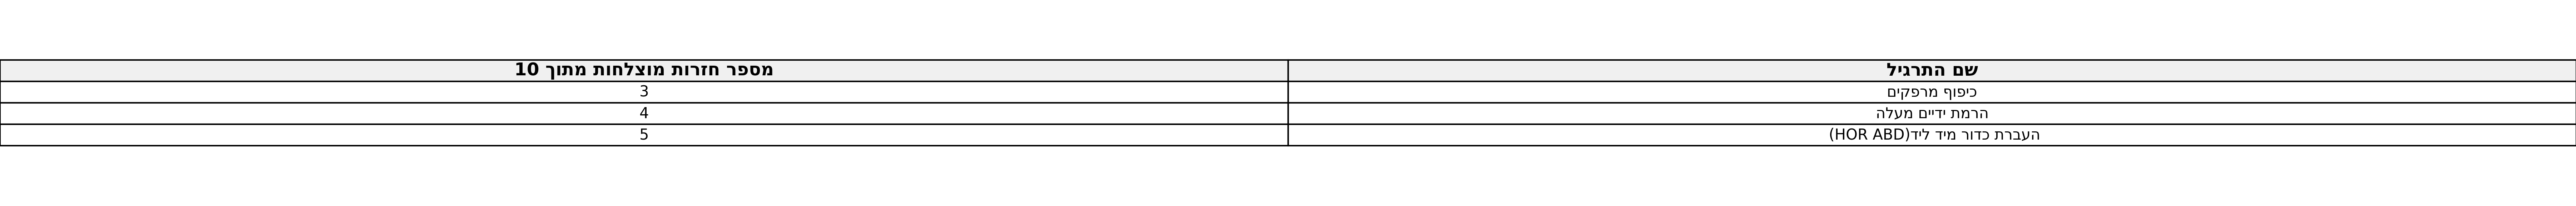 שם התרגיל מספר חזרות מוצלחות מתוך 10
כיפוף מרפקים 3
הרמת ידיים מעלה 4
העברת כדור מיד ליד(HOR ABD) 5